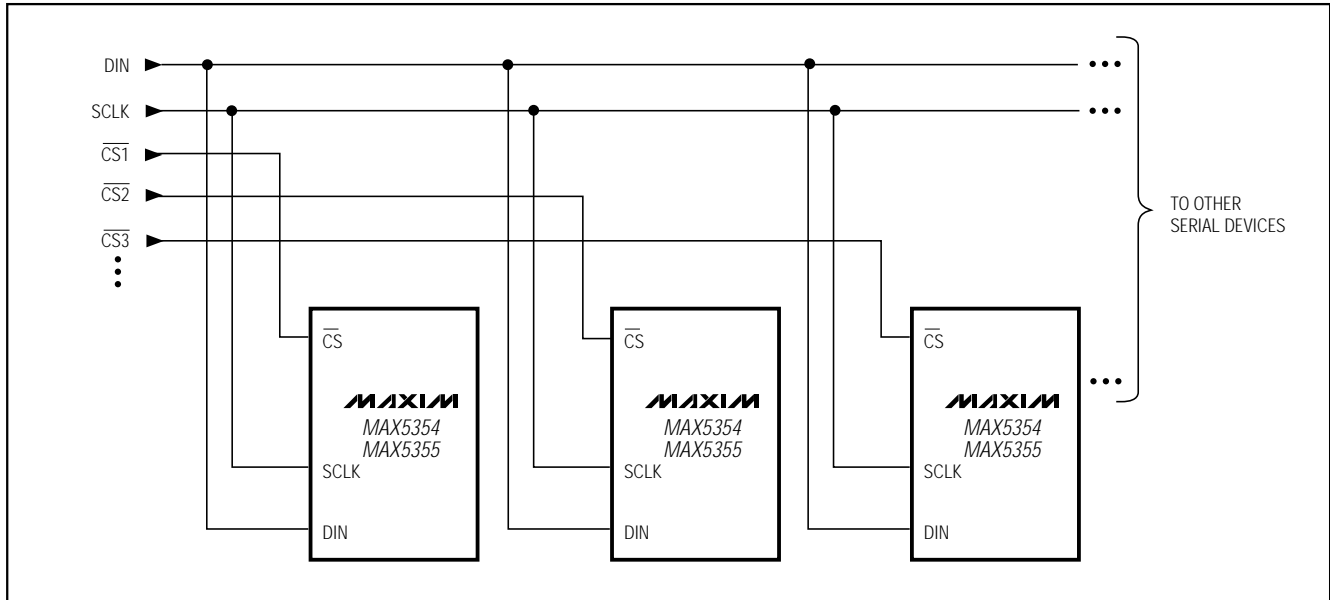 DIN
SCLK
CS1
CS2
CS3
TO OTHER
SERIAL DEVICES
CS
MAXIM
MAX5354
MAX5355
SCLK
DIN
CS
MAXIM
MAX5354
MAX5355
SCLK
DIN
CS
MAXIM
MAX5354
MAX5355
SCLK
DIN